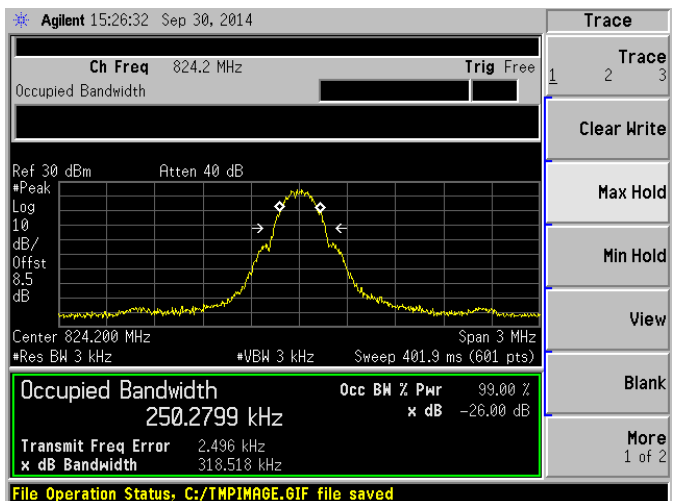 Agilent 15:26:32 Sep 30, 2014
Trace
Ch Freq 824.2 MHz Trig Free
Occupied Bandwidth
Trace
1 2 3
Clear Write
Max Hold
Min Hold
View
Blank
More
1 of 2
Ref 30 dBm Atten 40 dB
#Peak
Log
10
dB/
Offst
8.5
dB
Center 824.200 MHz Span 3 MHz
#Res BW 3 kHz #VBW 3 kHz Sweep 401.9 ms (601 pts)
Occupied Bandwidth Occ BW % Pwr 99.00 %
250.2799 kHz x dB -26.00 dB
Transmit Freq Error 2.496 kHz
x dB Bandwidth 318.518 kHz
File Operation Status, C:/TMPIMAGE.GIF file saved